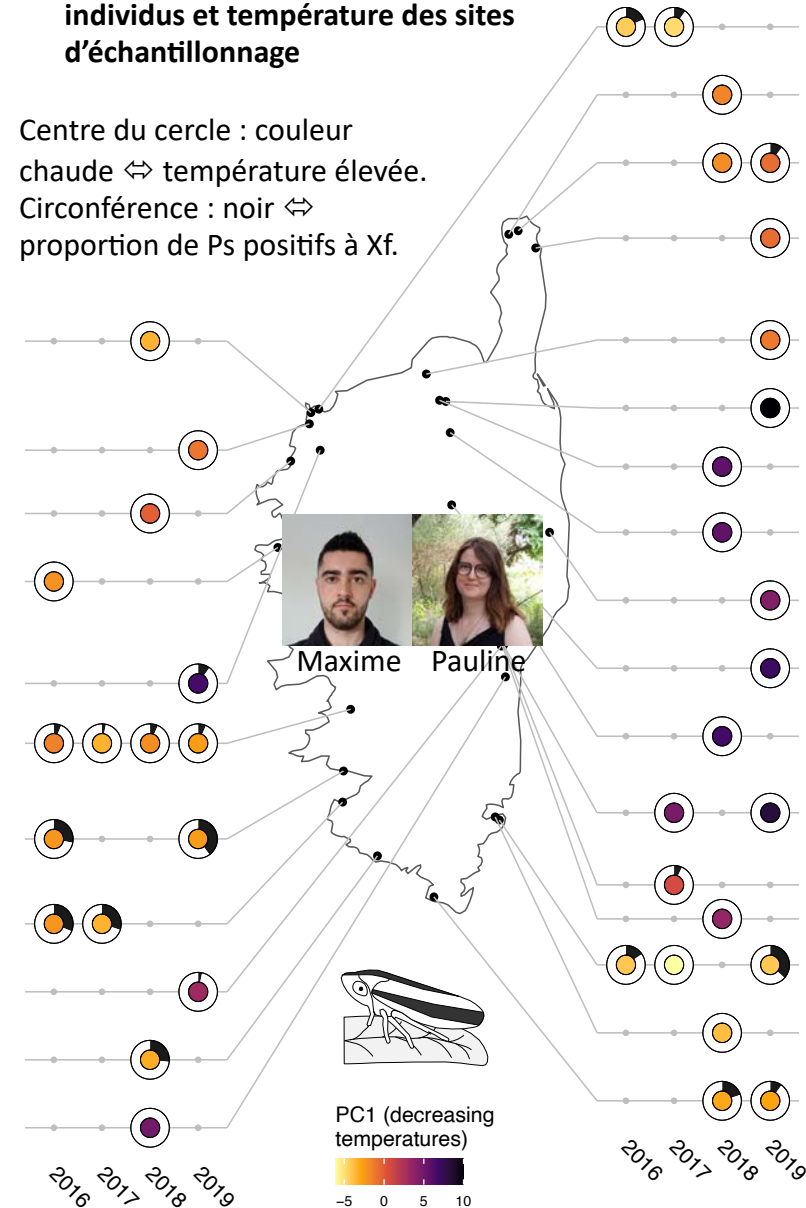 individus et température des sites
d’échantillonnage
Centre du cercle : couleur
chaude ⇔ température élevée.
Circonférence : noir ⇔
proportion de Ps positifs à Xf.
Maxime Pauline
PC1 (decreasing
temperatures)
−5 0 5 10
2016 2017 2018 2019
2016 2017 2018 2019